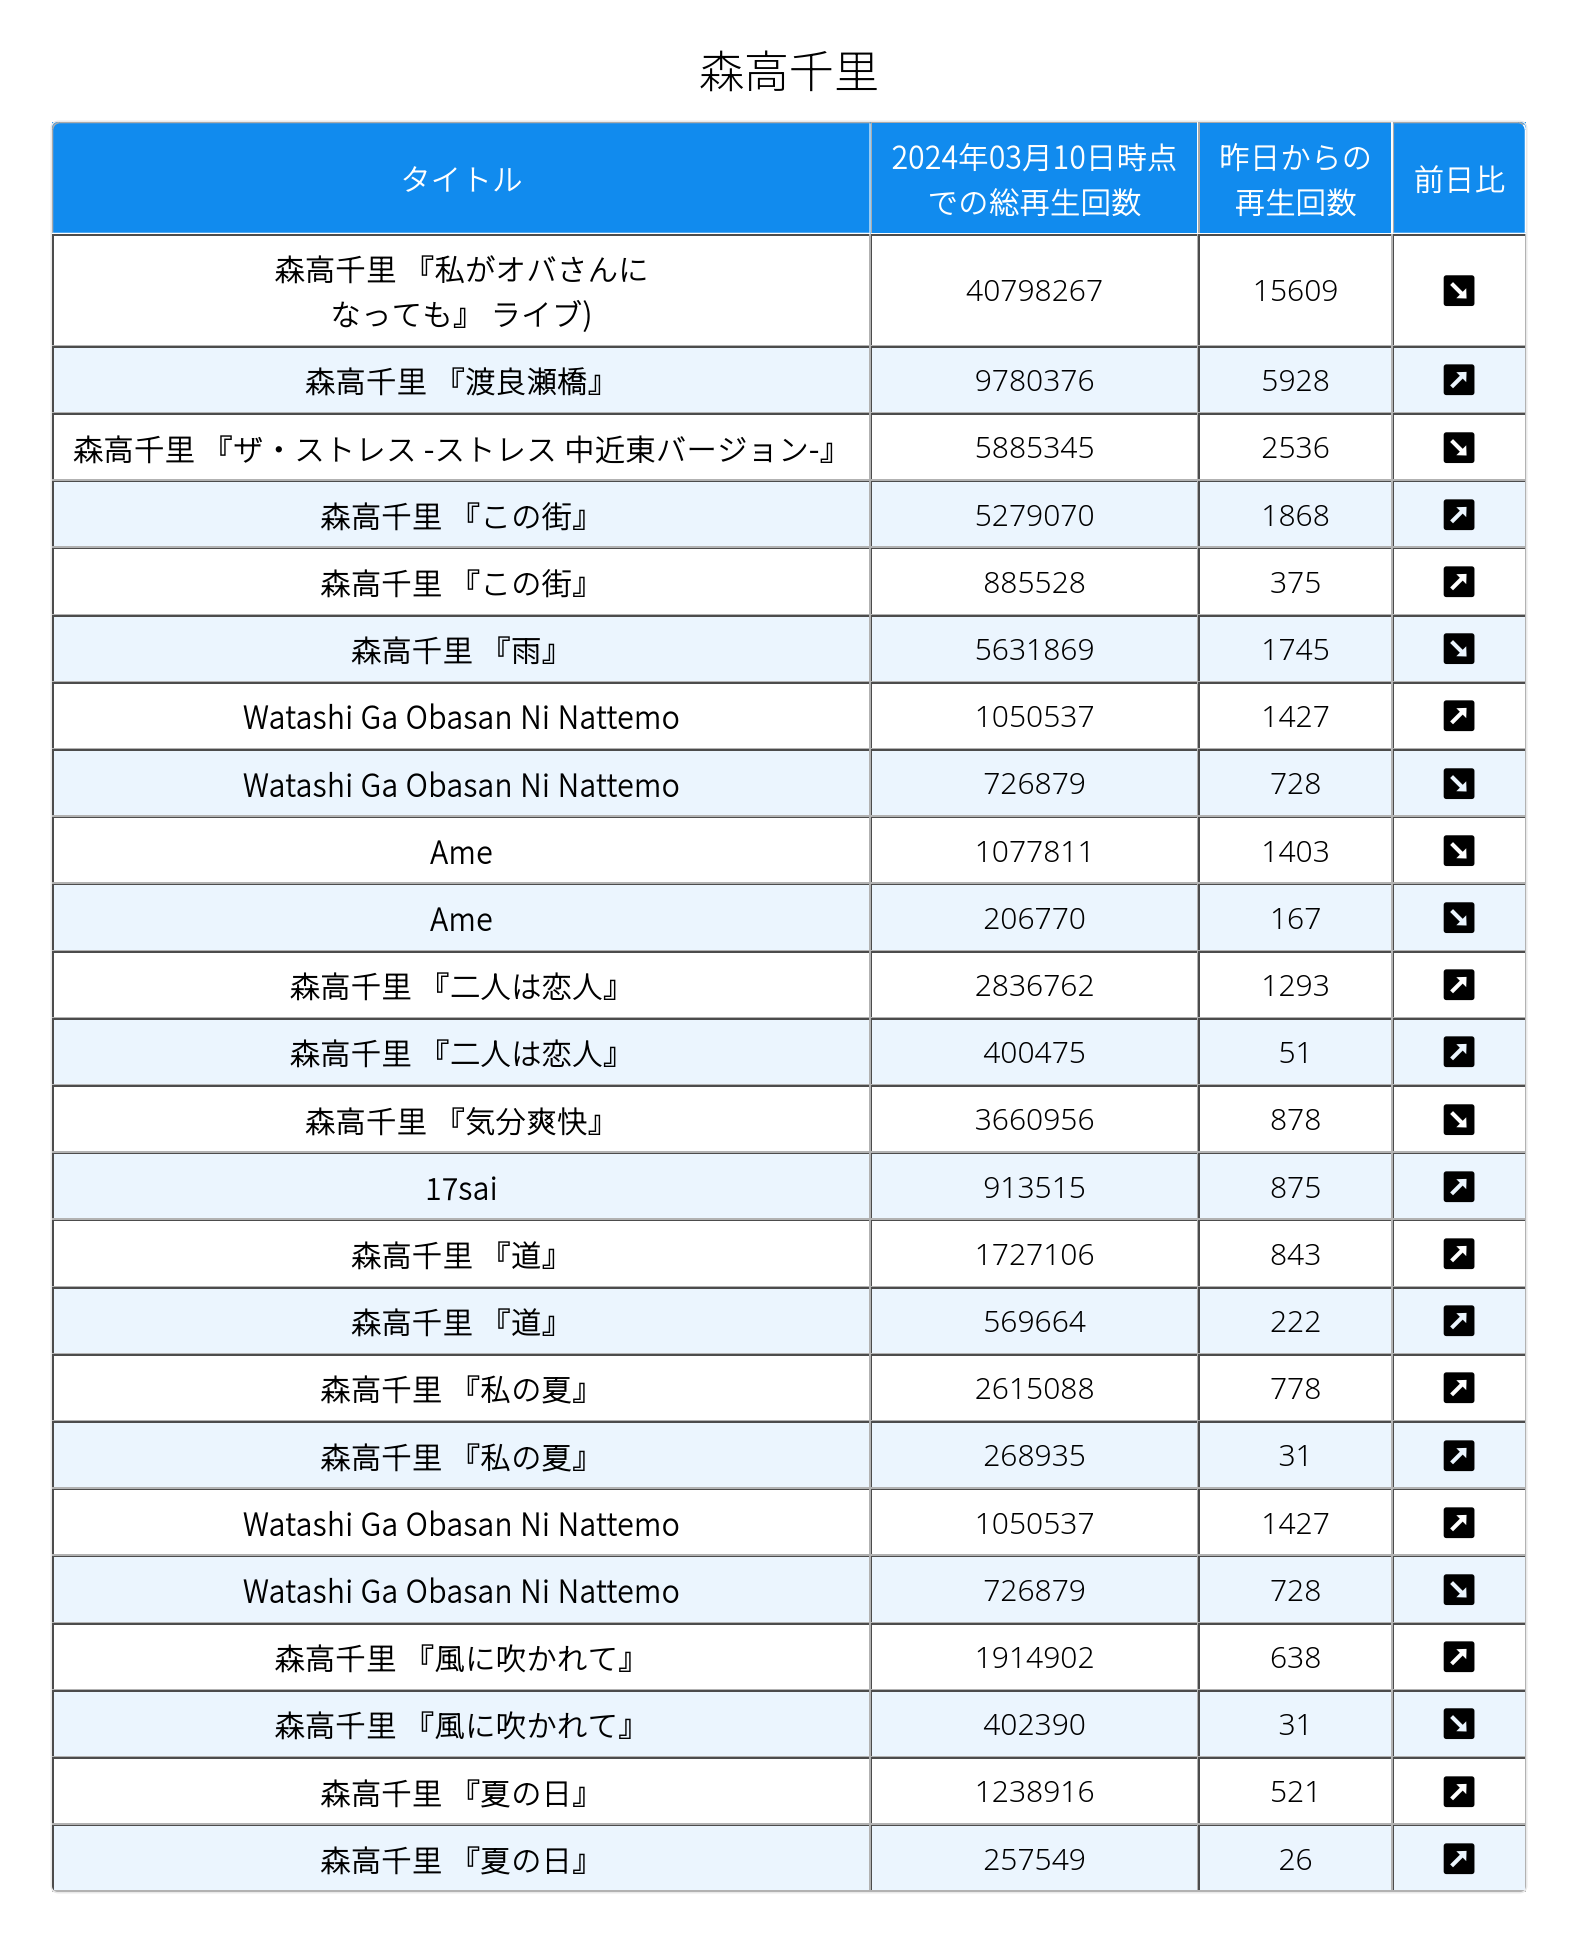 森高千里
タイトル
2024年03月10日時点
での総再生回数
昨日からの
再生回数
前日比
森高千里 『私がオバさんに
なっても』 ライブ)
40798267 15609
森高千里 『渡良瀬橋』 9780376 5928
森高千里 『ザ・ストレス -ストレス 中近東バージョン-』 5885345 2536
森高千里 『この街』 5279070 1868
森高千里 『この街』 885528 375
森高千里 『雨』 5631869 1745
Watashi Ga Obasan Ni Nattemo 1050537 1427
Watashi Ga Obasan Ni Nattemo 726879 728
Ame 1077811 1403
Ame 206770 167
森高千里 『二人は恋人』 2836762 1293
森高千里 『二人は恋人』 400475 51
森高千里 『気分爽快』 3660956 878
17sai 913515 875
森高千里 『道』 1727106 843
森高千里 『道』 569664 222
森高千里 『私の夏』 2615088 778
森高千里 『私の夏』 268935 31
Watashi Ga Obasan Ni Nattemo 1050537 1427
Watashi Ga Obasan Ni Nattemo 726879 728
森高千里 『風に吹かれて』 1914902 638
森高千里 『風に吹かれて』 402390 31
森高千里 『夏の日』 1238916 521
森高千里 『夏の日』 257549 26